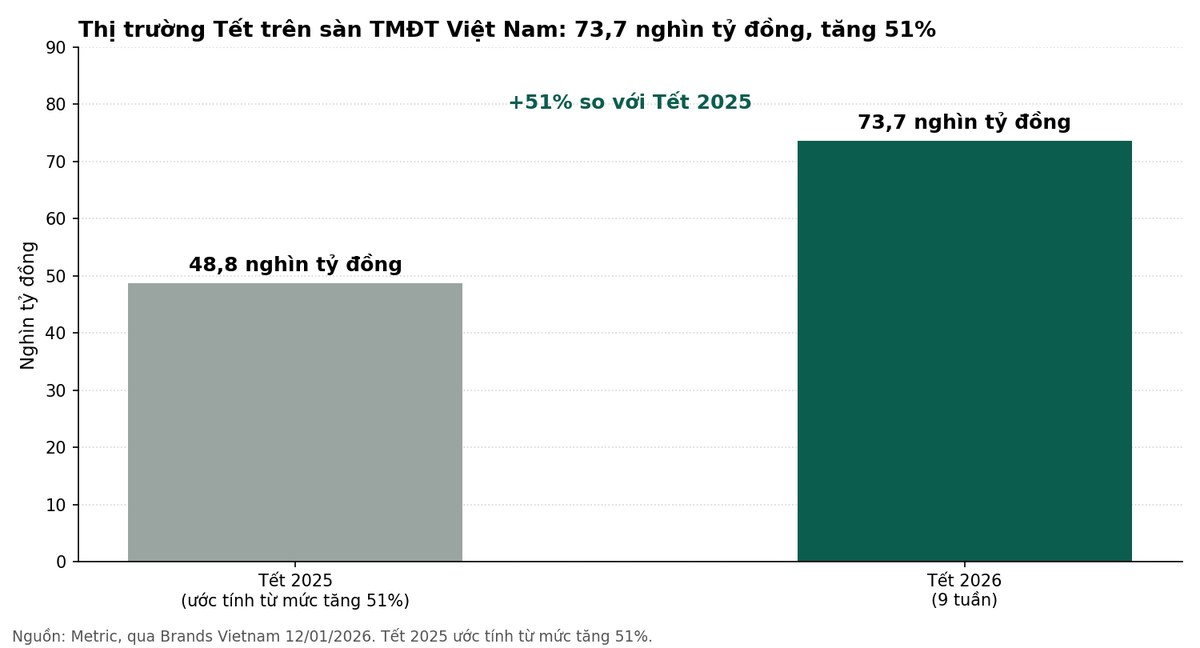 Thị trường Tết trên sàn TMĐT Việt Nam: 73,7 nghìn tỷ đồng, tăng 51%
90
80
70
60
50
40
30
20
10
0
Nghìn tỷ đồng
+51% so với Tết 2025
48,8 nghìn tỷ đồng
73,7 nghìn tỷ đồng
Tết 2025
(ước tính từ mức tăng 51%)
Tết 2026
(9 tuần)
Nguồn: Metric, qua Brands Vietnam 12/01/2026. Tết 2025 ước tính từ mức tăng 51%.